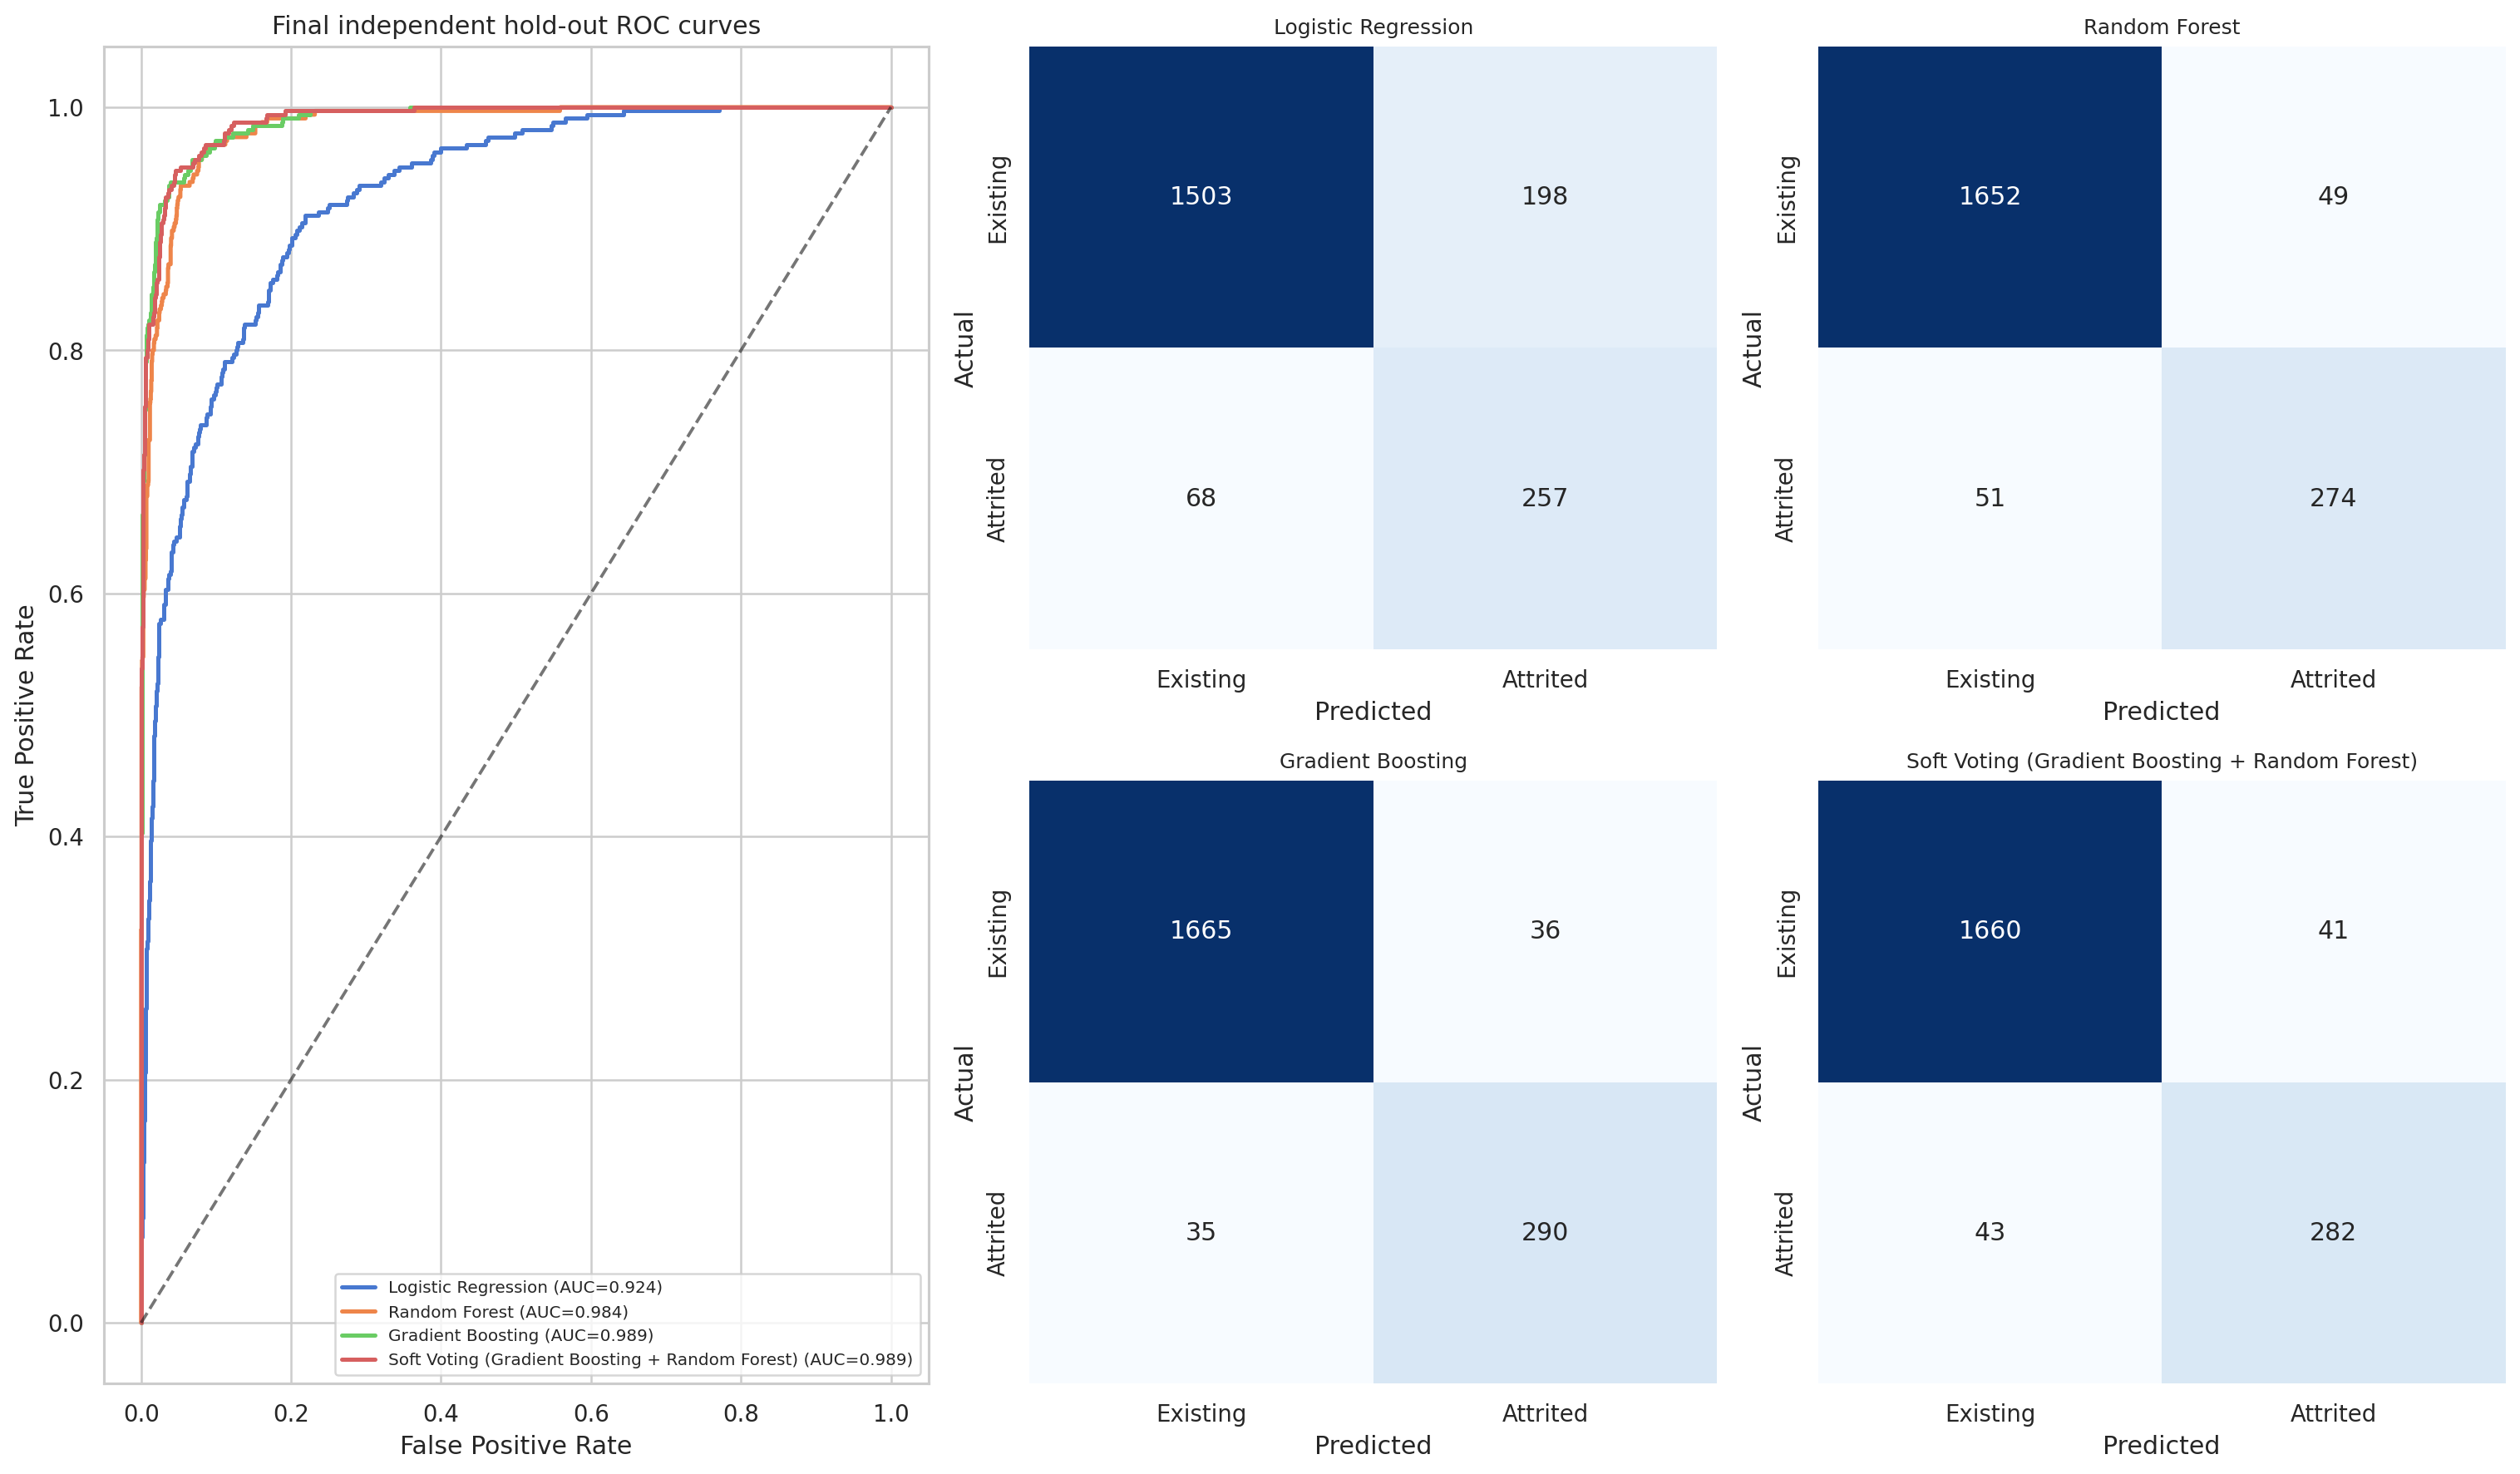 Final independent hold-out ROC curves
True Positive Rate
1.0
0.8
0.6
0.4
0.2
0.0
0.0 0.2 0.4 0.6 0.8 1.0
False Positive Rate
Logistic Regression (AUC=0.924)
Random Forest (AUC=0.984)
Gradient Boosting (AUC=0.989)
Soft Voting (Gradient Boosting + Random Forest) (AUC=0.989)
Logistic Regression
Actual
Existing
1503 198
Attrited
68 257
Existing Attrited
Predicted
Random Forest
Actual
Existing
1652 49
Attrited
51 274
Existing Attrited
Predicted
Gradient Boosting
Actual
Existing
1665 36
Attrited
35 290
Existing Attrited
Predicted
Soft Voting (Gradient Boosting + Random Forest)
Actual
Existing
1660 41
Attrited
43 282
Existing Attrited
Predicted